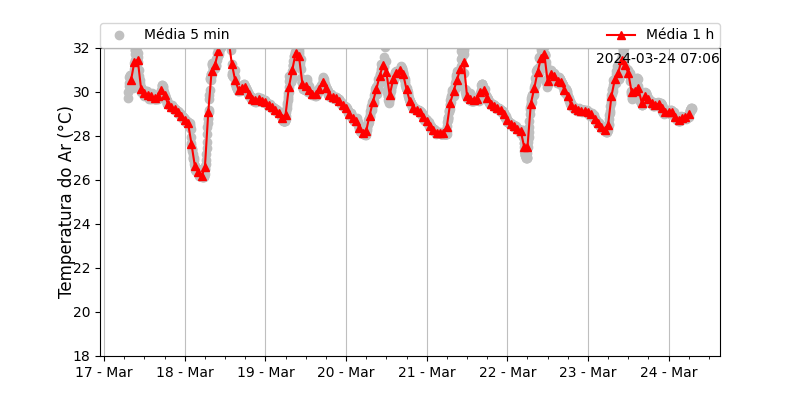 Média 5 min
Média 1 h
2024-03-24 07:06
Temperatura do Ar (°C)
32
30
28
26
24
22
20
18
17 - Mar
18 - Mar
19 - Mar
20 - Mar
21 - Mar
22 - Mar
23 - Mar
24 - Mar